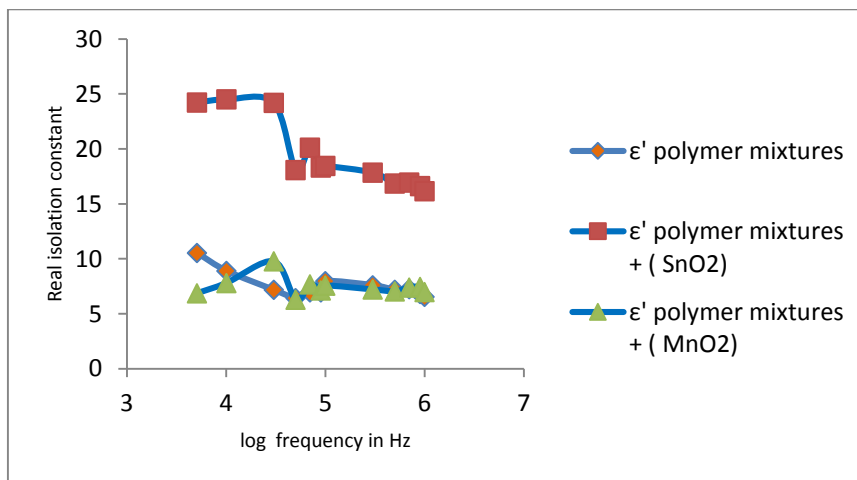 30
25
20
15
10
5
0
Real isolation constant
3 4 5 6 7
log frequency in Hz
ε' polymer mixtures
ε' polymer mixtures
+ ( SnO2)
ε' polymer mixtures
+ ( MnO2)